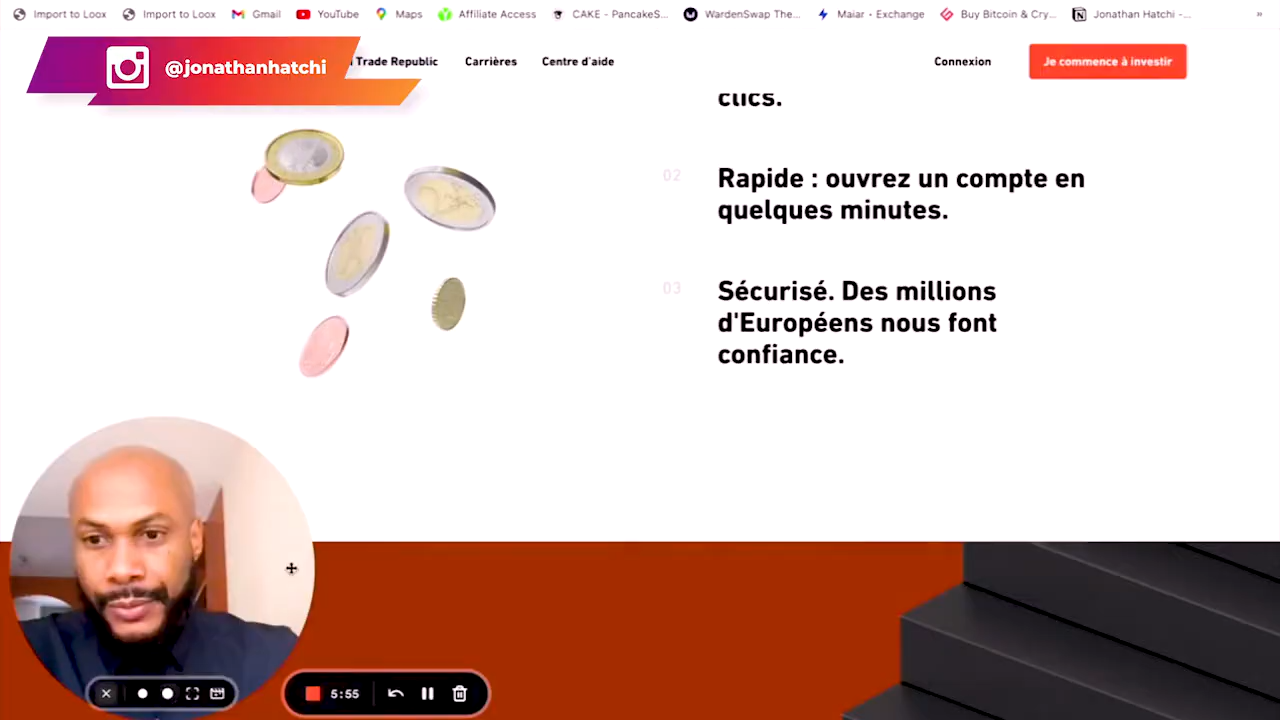 Import to Loox
Import to Loox
Gmail
YouTube
Maps
Affiliate Access
CAKE - PancakeS...
WardenSwap The...
Maiar - Exchange
Buy Bitcoin & Cry...
Jonathan Hatchi -...
»
@jonathanhatchi
Trade Republic
Carrières
Centre d'aide
Connexion
Je commence à investir
clics.
02
Rapide : ouvrez un compte en
quelques minutes.
03
Sécurisé. Des millions
d'Européens nous font
confiance.
5:55